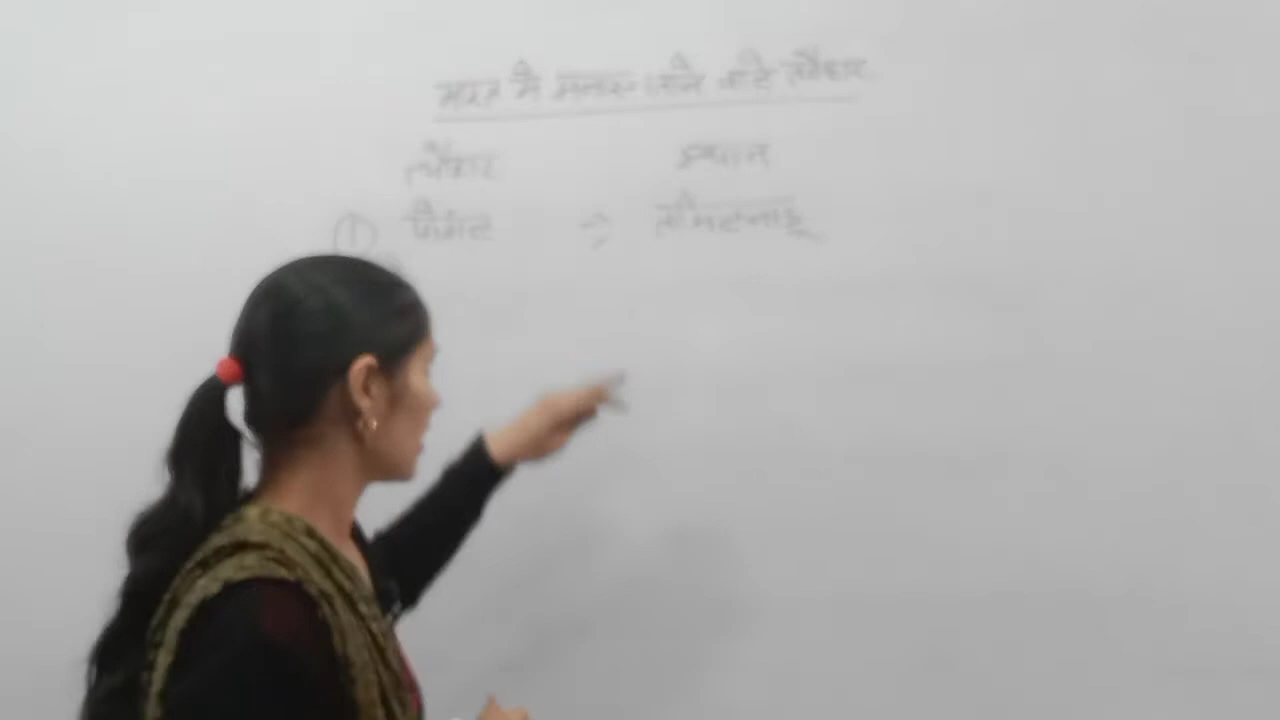 भारत में मनाए जाने वाले त्यौहार
त्यौहार स्थान
① पोंगल ⇒ तमिलनाडू